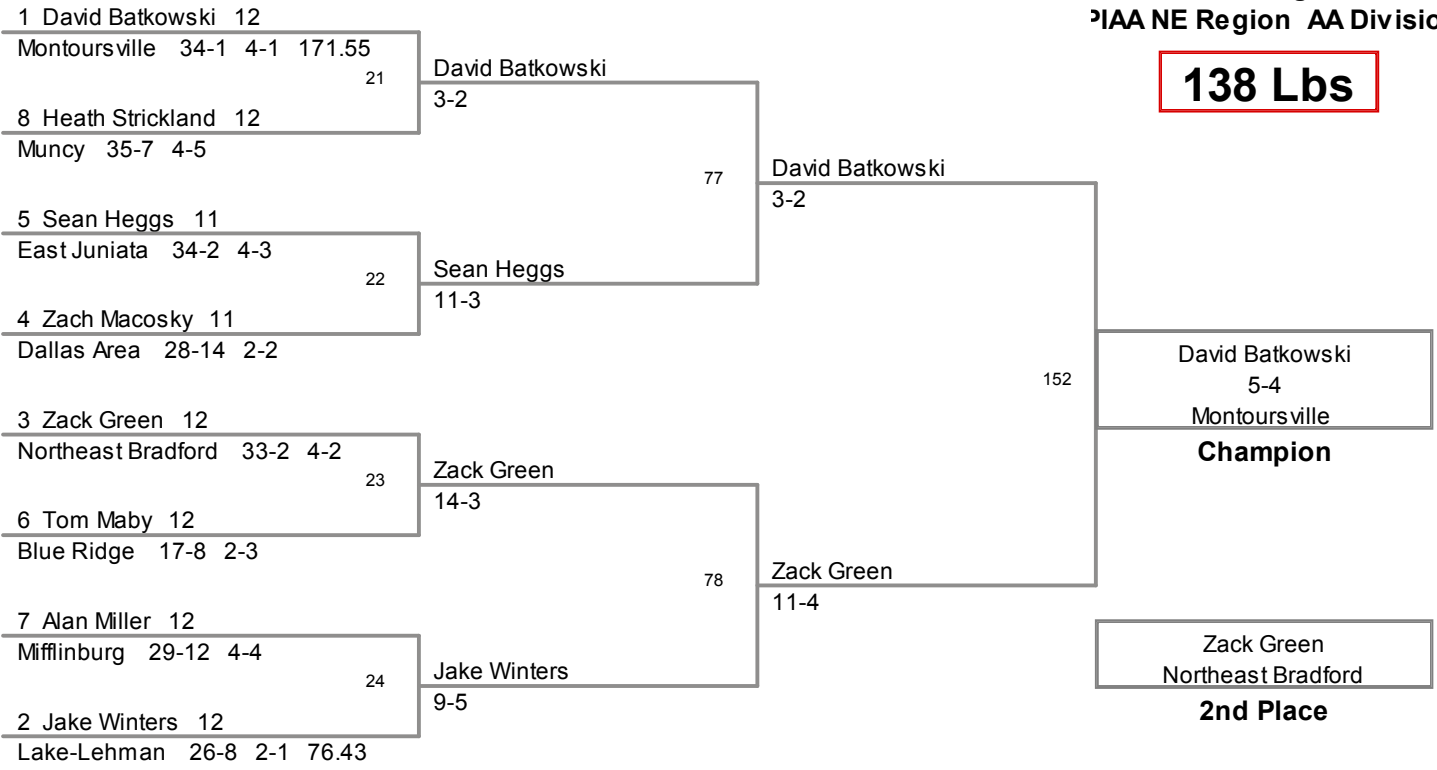 PIAA NE Region AA Divisio
138 Lbs
1 David Batkowski 12
Montoursville 34-1 4-1 171.55
21
8 Heath Strickland 12
Muncy 35-7 4-5
David Batkowski
3-2
5 Sean Heggs 11
East Juniata 34-2 4-3
22
4 Zach Macosky 11
Dallas Area 28-14 2-2
Sean Heggs
11-3
77
David Batkowski
3-2
3 Zack Green 12
Northeast Bradford 33-2 4-2
23
6 Tom Maby 12
Blue Ridge 17-8 2-3
Zack Green
14-3
7 Alan Miller 12
Mifflinburg 29-12 4-4
24
2 Jake Winters 12
Lake-Lehman 26-8 2-1 76.43
Jake Winters
9-5
78
Zack Green
11-4
152
David Batkowski
5-4
Montoursville
Champion
Zack Green
Northeast Bradford
2nd Place